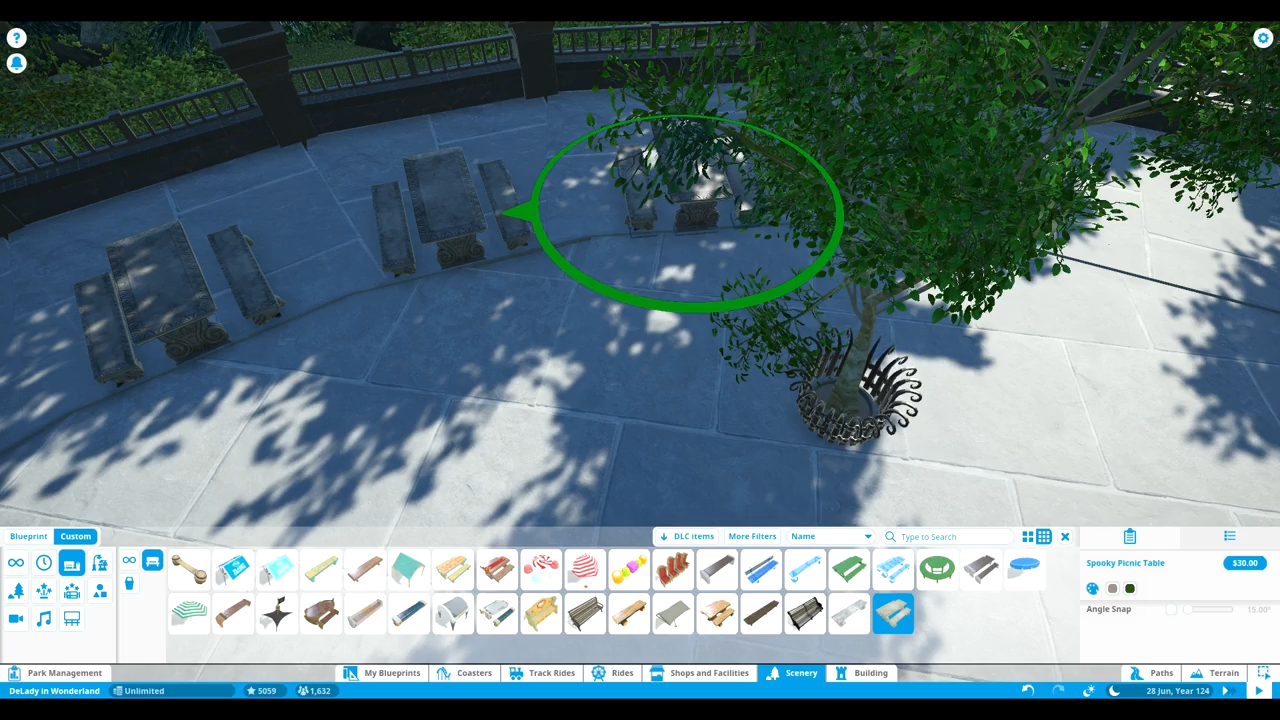 ?
Blueprint Custom DLC items More Filters Name Type to Search
Spooky Picnic Table $30.00
Angle Snap 15.00°
Park Management My Blueprints Coasters Track Rides Rides Shops and Facilities Scenery Building Paths Terrain
DeLady in Wonderland Unlimited 5059 1,632 28 Jun, Year 124